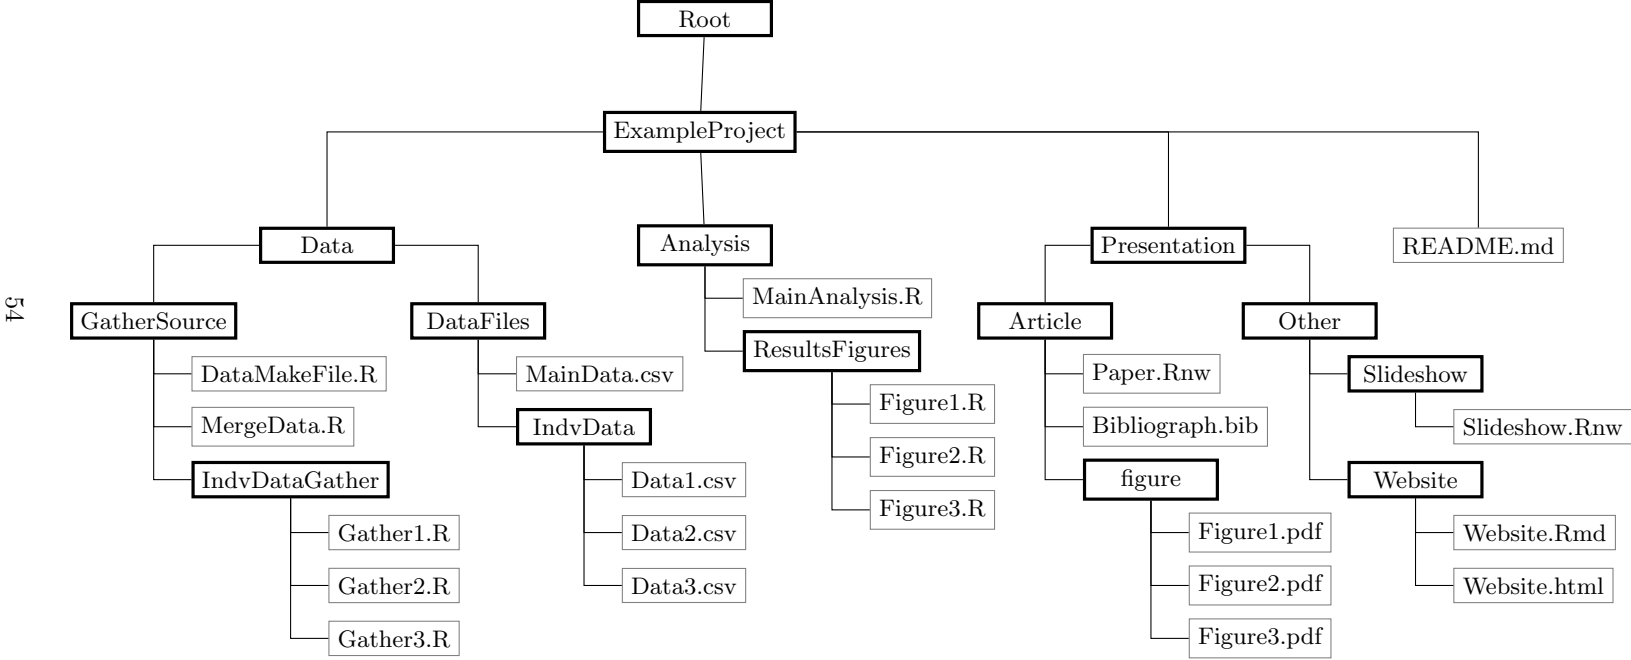 Root
ExampleProject
Data
Analysis
Presentation
README.md
GatherSource
DataMakeFile.R
MergeData.R
IndvDataGather
Gather1.R
Gather2.R
Gather3.R
DataFiles
MainData.csv
IndvData
Data1.csv
Data2.csv
Data3.csv
MainAnalysis.R
ResultsFigures
Figure1.R
Figure2.R
Figure3.R
Article
Paper.Rnw
Bibliograph.bib
figure
Figure1.pdf
Figure2.pdf
Figure3.pdf
Other
Slideshow
Slideshow.Rnw
Website
Website.Rmd
Website.html
54